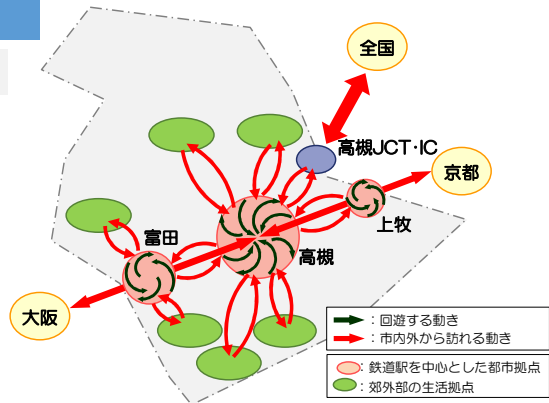 全国
高槻JCT・IC
京都
上牧
富田
高槻
大阪
：回遊する動き
：市内外から訪れる動き
：鉄道駅を中心とした都市拠点
：郊外部の生活拠点